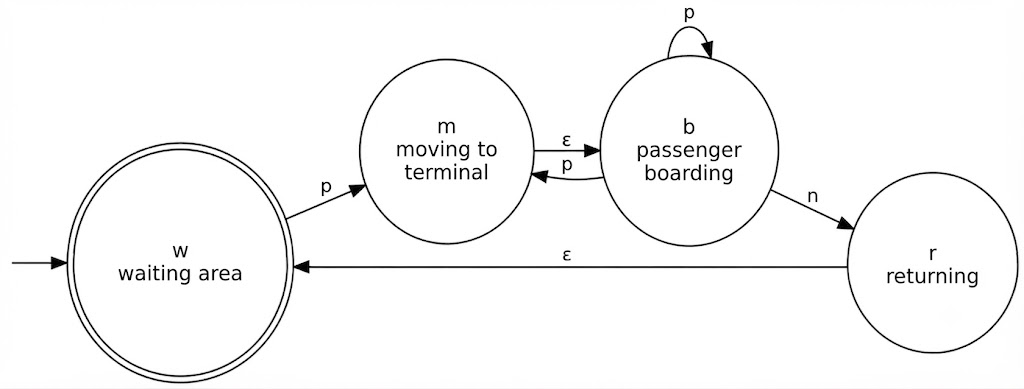 p
m
moving to
terminal
ε
p
b
passenger
boarding
p
n
w
waiting area
ε
r
returning